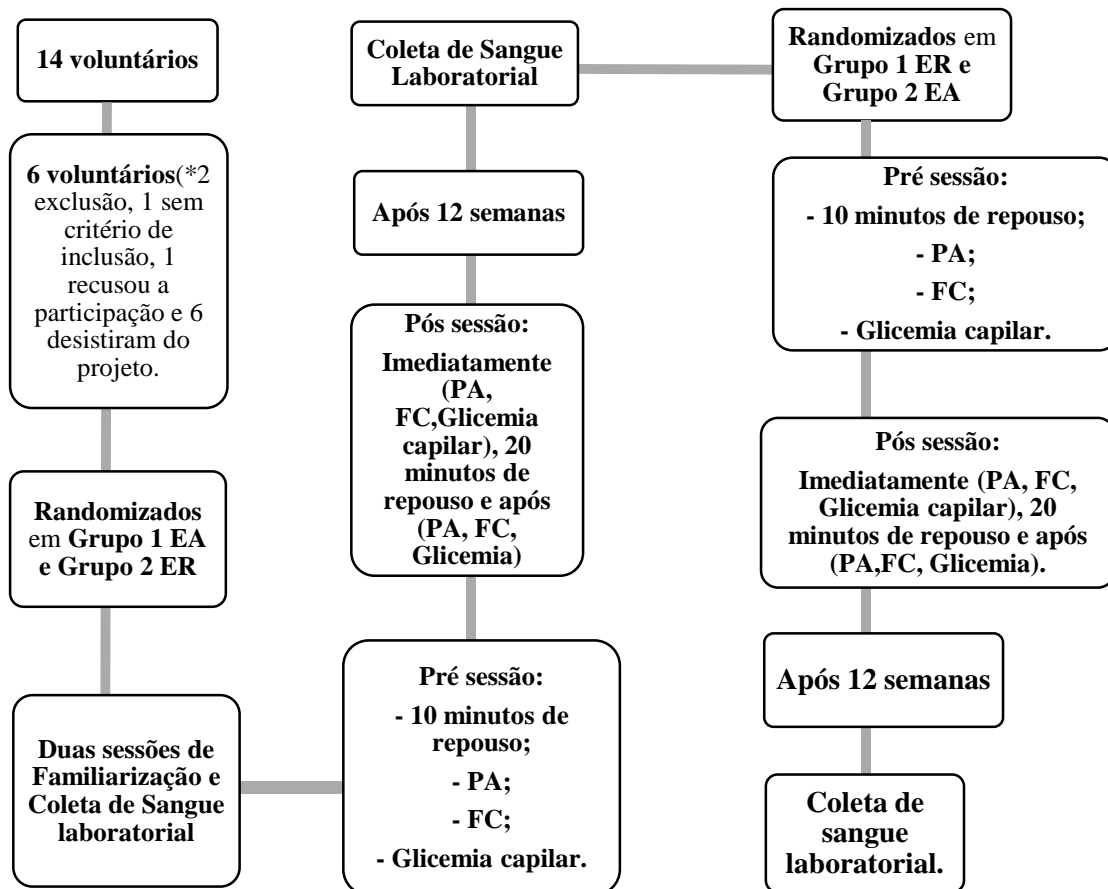 14 voluntários
6 voluntários(*2
exclusão, 1 sem
critério de
inclusão, 1
recusou a
participação e 6
desistiram do
projeto.
Randomizados
em Grupo 1 EA
e Grupo 2 ER
Duas sessões de
Familiarização e
Coleta de Sangue
laboratorial
Pré sessão:
- 10 minutos de
repouso;
- PA;
- FC;
- Glicemia capilar.
Pós sessão:
Imediatamente
(PA,
FC,Glicemia
capilar), 20
minutos de
repouso e após
(PA, FC,
Glicemia)
Após 12 semanas
Coleta de Sangue
Laboratorial
Randomizados em
Grupo 1 ER e
Grupo 2 EA
Pré sessão:
- 10 minutos de repouso;
- PA;
- FC;
- Glicemia capilar.
Pós sessão:
Imediatamente (PA, FC,
Glicemia capilar), 20
minutos de repouso e após
(PA,FC, Glicemia).
Após 12 semanas
Coleta de
sangue
laboratorial.